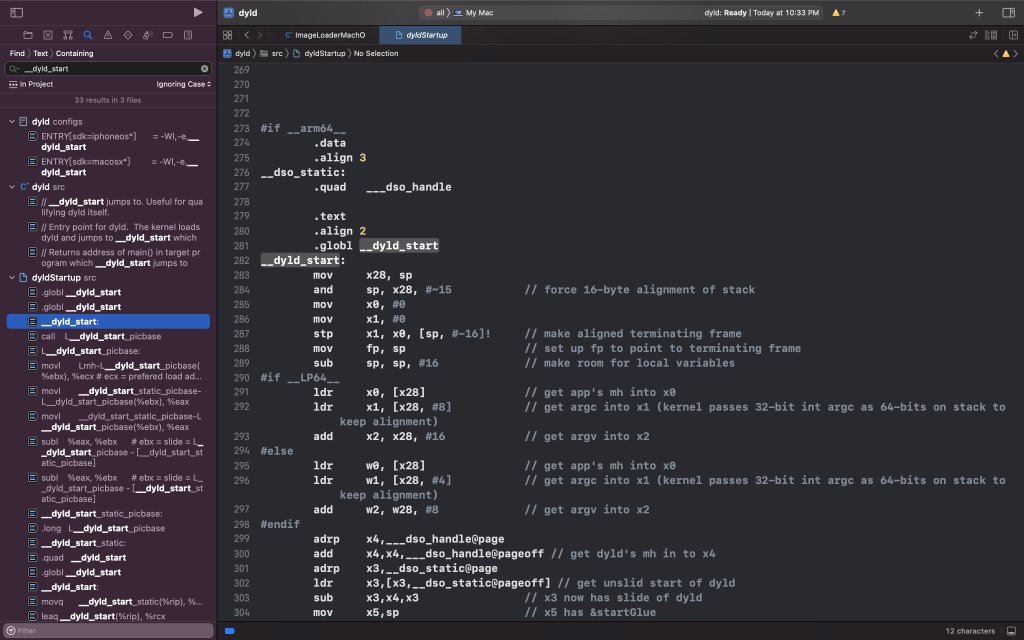 dyld
all 〉 My Mac
dyld: Ready | Today at 10:33 PM
7
ImageLoaderMachO
dyldStartup
Find 〉 Text 〉 Containing
dyld 〉 src 〉 dyldStartup 〉 No Selection
__dyld_start
In Project
Ignoring Case
33 results in 3 files
dyld configs
ENTRY[sdk=iphoneos*] = -Wl,-e,__
dyld_start
ENTRY[sdk=macosx*] = -Wl,-e,__
dyld_start
dyld src
// __dyld_start jumps to. Useful for qua
lifying dyld itself.
// Entry point for dyld. The kernel loads
dyld and jumps to __dyld_start which
// Returns address of main() in target pr
ogram which __dyld_start jumps to
dyldStartup src
.globl __dyld_start
.globl __dyld_start
__dyld_start:
call L__dyld_start_picbase
L__dyld_start_picbase:
movl Lmh-L__dyld_start_picbase(
%ebx), %ecx # ecx = prefered load ad...
movl __dyld_start_static_picbase-
L__dyld_start_picbase(%ebx), %eax
movl __dyld_start_static_picbase-L
__dyld_start_picbase(%ebx), %eax
subl %eax, %ebx # ebx = slide = L__
_dyld_start_picbase - [__dyld_start_st
atic_picbase]
subl %eax, %ebx # ebx = slide = L_
_dyld_start_picbase - [__dyld_start_st
atic_picbase]
__dyld_start_static_picbase:
.long L__dyld_start_picbase
__dyld_start_static:
.quad __dyld_start
.globl __dyld_start
__dyld_start:
movq __dyld_start_static(%rip), %...
leaq __dyld_start(%rip), %rcx
Filter
269
270
271
272
273 #if __arm64__
274 .data
275 .align 3
276 __dso_static:
277 .quad ___dso_handle
278
279 .text
280 .align 2
281 .globl __dyld_start
282 __dyld_start:
283 mov x28, sp
284 and sp, x28, #~15 // force 16-byte alignment of stack
285 mov x0, #0
286 mov x1, #0
287 stp x1, x0, [sp, #-16]! // make aligned terminating frame
288 mov fp, sp // set up fp to point to terminating frame
289 sub sp, sp, #16 // make room for local variables
290 #if __LP64__
291 ldr x0, [x28] // get app's mh into x0
292 ldr x1, [x28, #8] // get argc into x1 (kernel passes 32-bit int argc as 64-bits on stack to
keep alignment)
293 add x2, x28, #16 // get argv into x2
294 #else
295 ldr w0, [x28] // get app's mh into x0
296 ldr w1, [x28, #4] // get argc into x1 (kernel passes 32-bit int argc as 64-bits on stack to
keep alignment)
297 add w2, w28, #8 // get argv into x2
298 #endif
299 adrp x4,___dso_handle@page
300 add x4,x4,___dso_handle@pageoff // get dyld's mh in to x4
301 adrp x3,__dso_static@page
302 ldr x3,[x3,__dso_static@pageoff] // get unslid start of dyld
303 sub x3,x4,x3 // x3 now has slide of dyld
304 mov x5,sp // x5 has &startGlue
12 characters